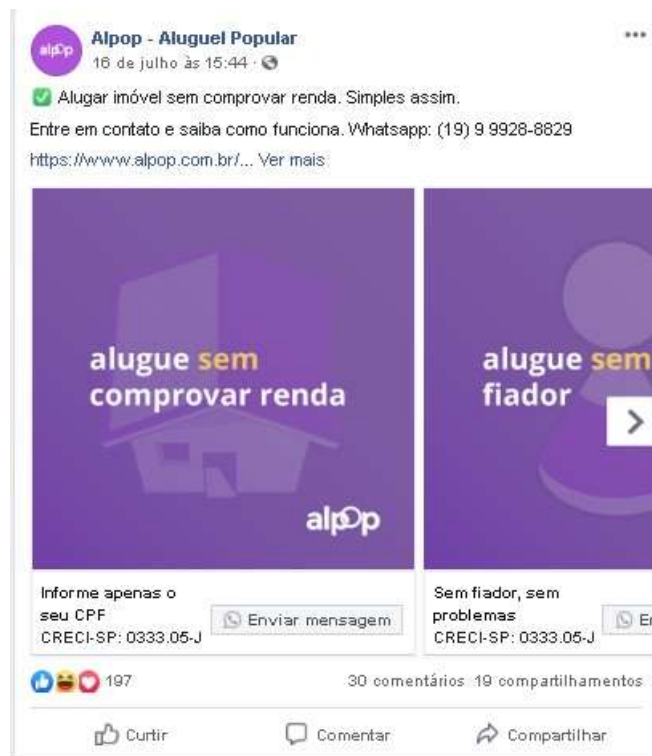 alpop
Alpop - Aluguel Popular
16 de julho às 15:44 ·
Alugar imóvel sem comprovar renda. Simples assim.
Entre em contato e saiba como funciona. Whatsapp: (19) 9 9928-8829
https://www.alpop.com.br/... Ver mais
alugue sem
comprovar renda
alpop
alugue sem
fiador
Informe apenas o
seu CPF
CRECI-SP: 0333.05-J
Enviar mensagem
Sem fiador, sem
problemas
CRECI-SP: 0333.05-J
197
30 comentários 19 compartilhamentos
Curtir
Comentar
Compartilhar